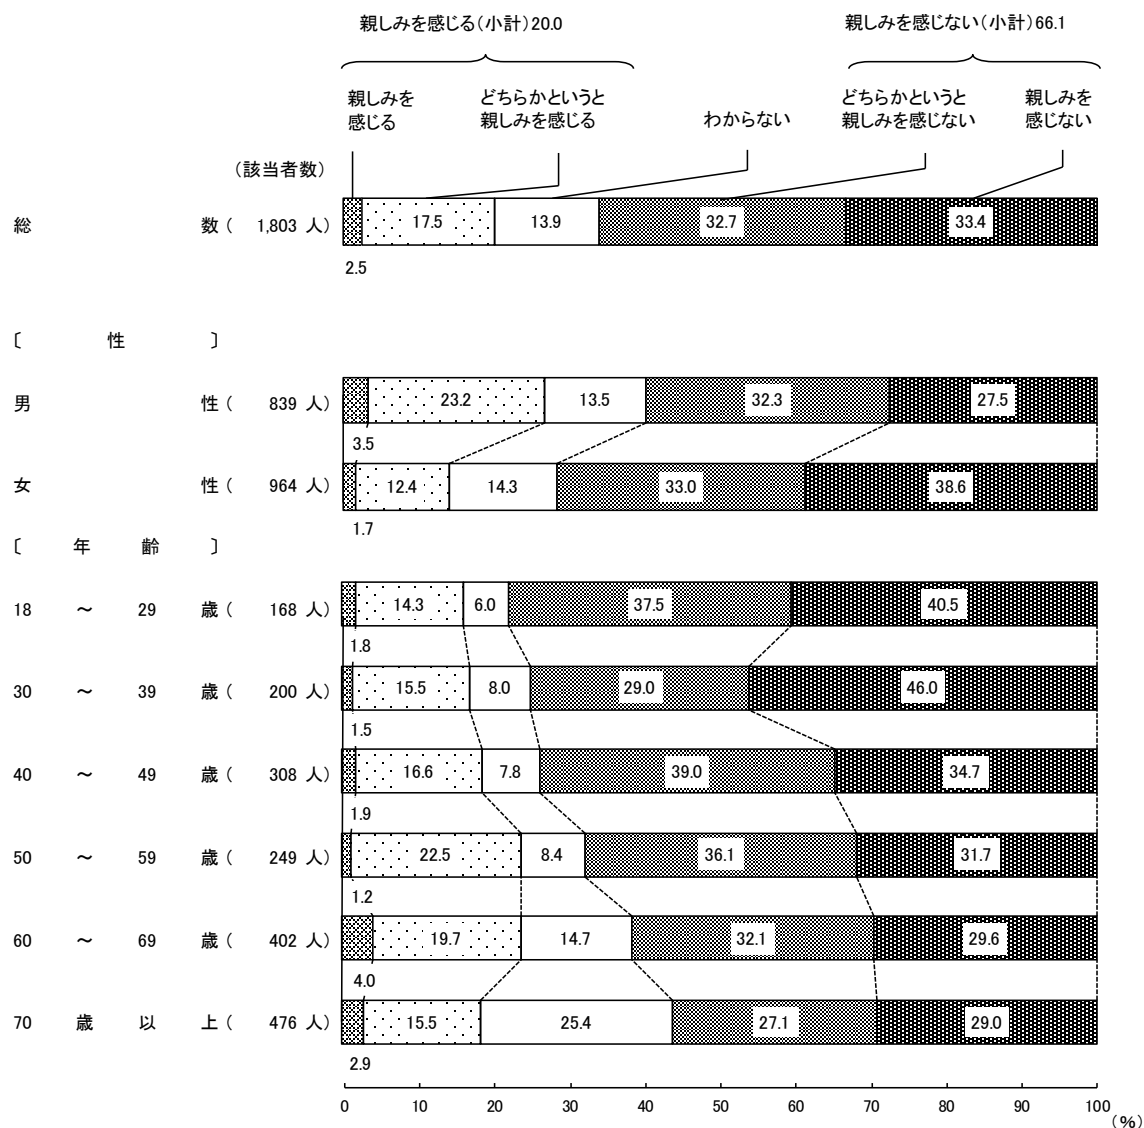 親しみを感じる(小計)20.0 親しみを感じない(小計)66.1
親しみを
感じる
どちらかというと
親しみを感じる
わからない
どちらかというと
親しみを感じない
親しみを
感じない
(該当者数)
総 数( 1,803 人) 17.5 13.9 32.7 33.4
2.5
〔 性 〕
男 性( 839 人) 23.2 13.5 32.3 27.5
3.5
女 性( 964 人) 12.4 14.3 33.0 38.6
1.7
〔 年 齢 〕
18 ～ 29 歳( 168 人) 14.3 6.0 37.5 40.5
1.8
30 ～ 39 歳( 200 人) 15.5 8.0 29.0 46.0
1.5
40 ～ 49 歳( 308 人) 16.6 7.8 39.0 34.7
1.9
50 ～ 59 歳( 249 人) 22.5 8.4 36.1 31.7
1.2
60 ～ 69 歳( 402 人) 19.7 14.7 32.1 29.6
4.0
70 歳 以 上( 476 人) 15.5 25.4 27.1 29.0
2.9
0 10 20 30 40 50 60 70 80 90 100
(%)